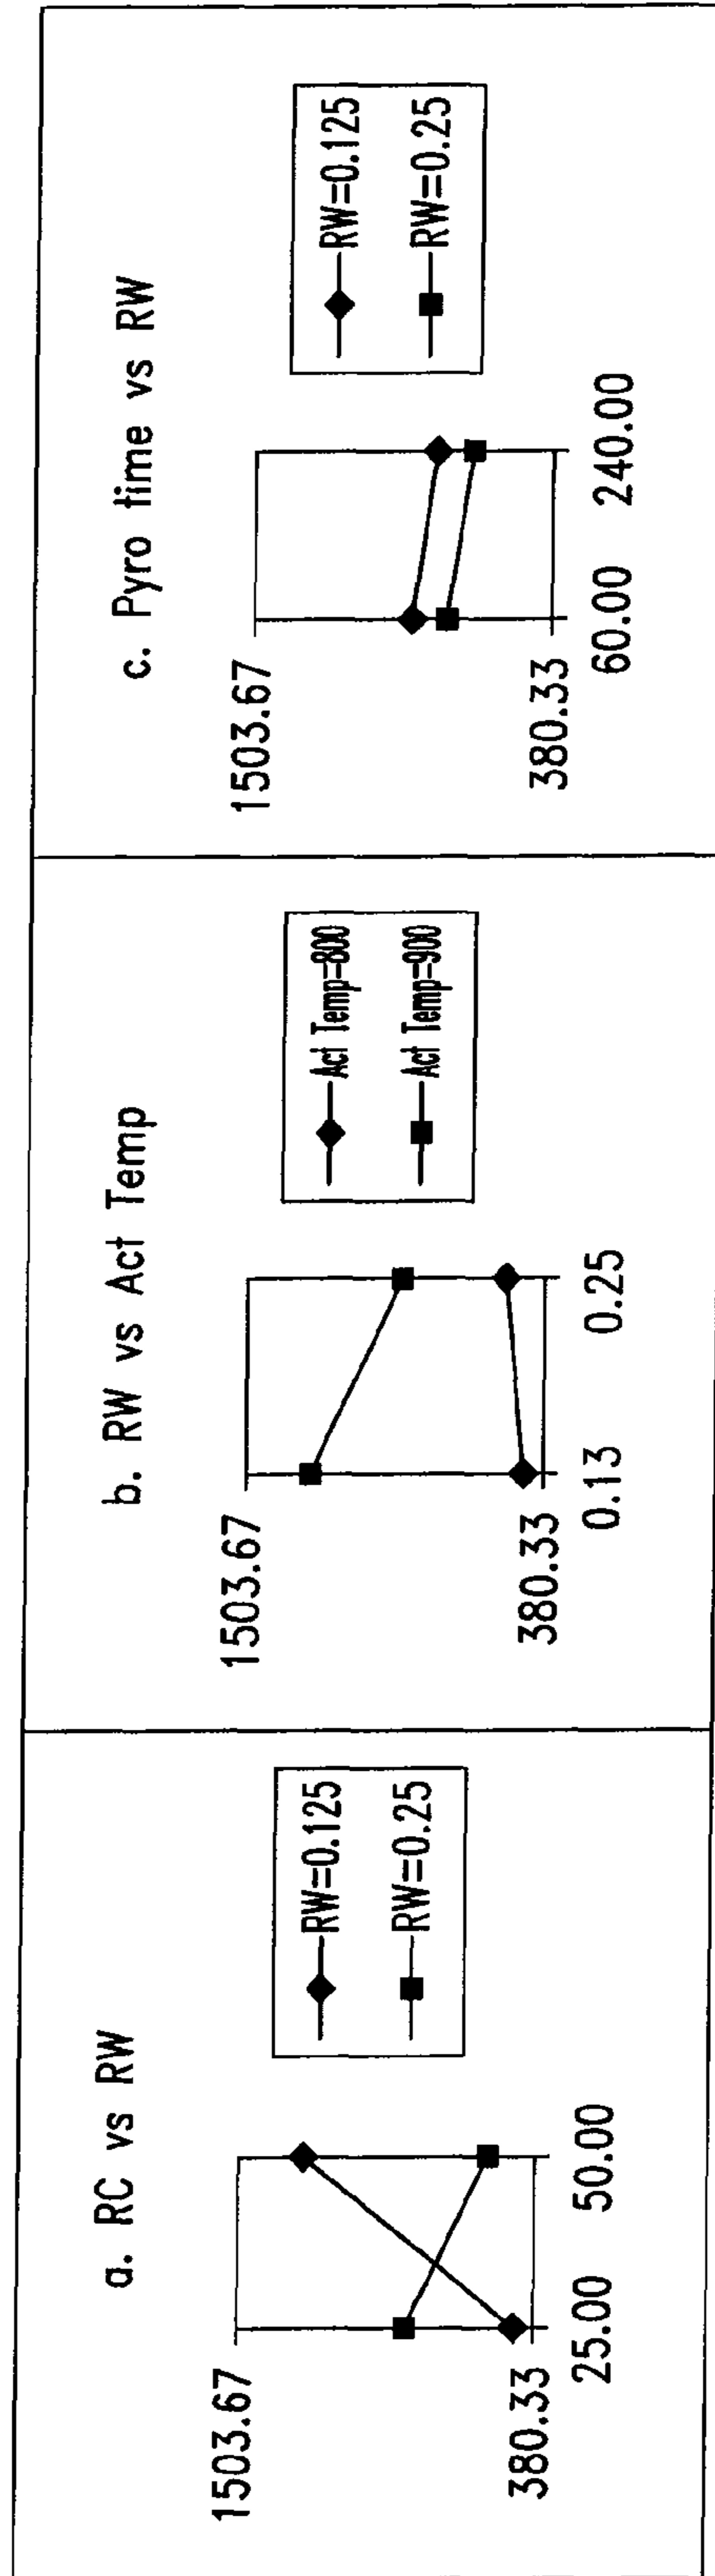 a. RC vs RW
1503.67
380.33
25.00 50.00
RW=0.125
RW=0.25
b. RW vs Act Temp
1503.67
380.33
0.13 0.25
Act Temp=800
Act Temp=900
c. Pyro time vs RW
1503.67
380.33
60.00 240.00
RW=0.125
RW=0.25